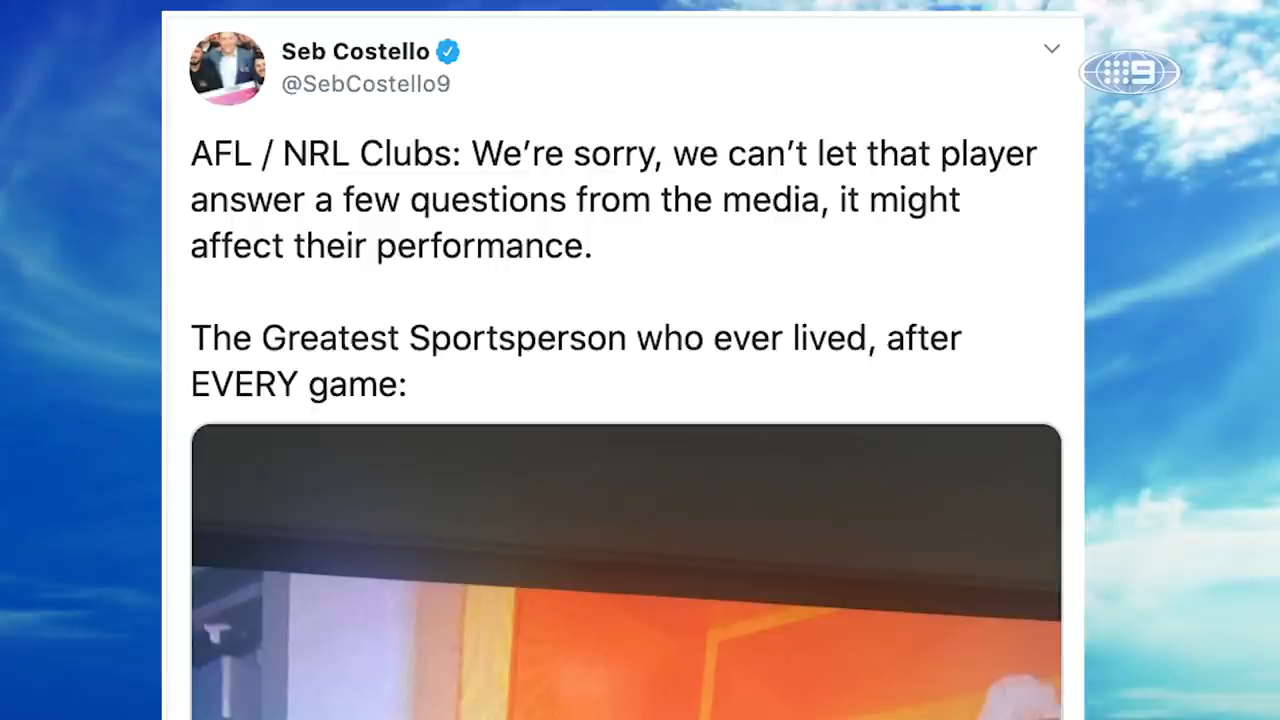 Seb Costello
@SebCostello9
9
AFL / NRL Clubs: We’re sorry, we can’t let that player
answer a few questions from the media, it might
affect their performance.
The Greatest Sportsperson who ever lived, after
EVERY game: